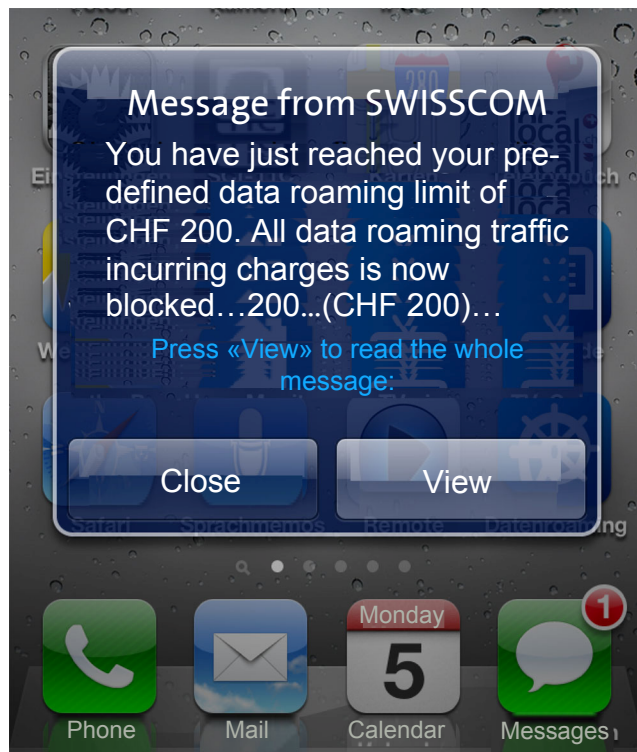 280
Message from SWISSCOM
You have just reached your pre-
defined data roaming limit of
CHF 200. All data roaming traffic
incurring charges is now
blocked…200...(CHF 200)…
Press «View» to read the whole
message:
Close
View
Safari
Sprachmemos
Remote
Datenroaming
1
Monday
5
Phone
Mail
Calendar
Messages